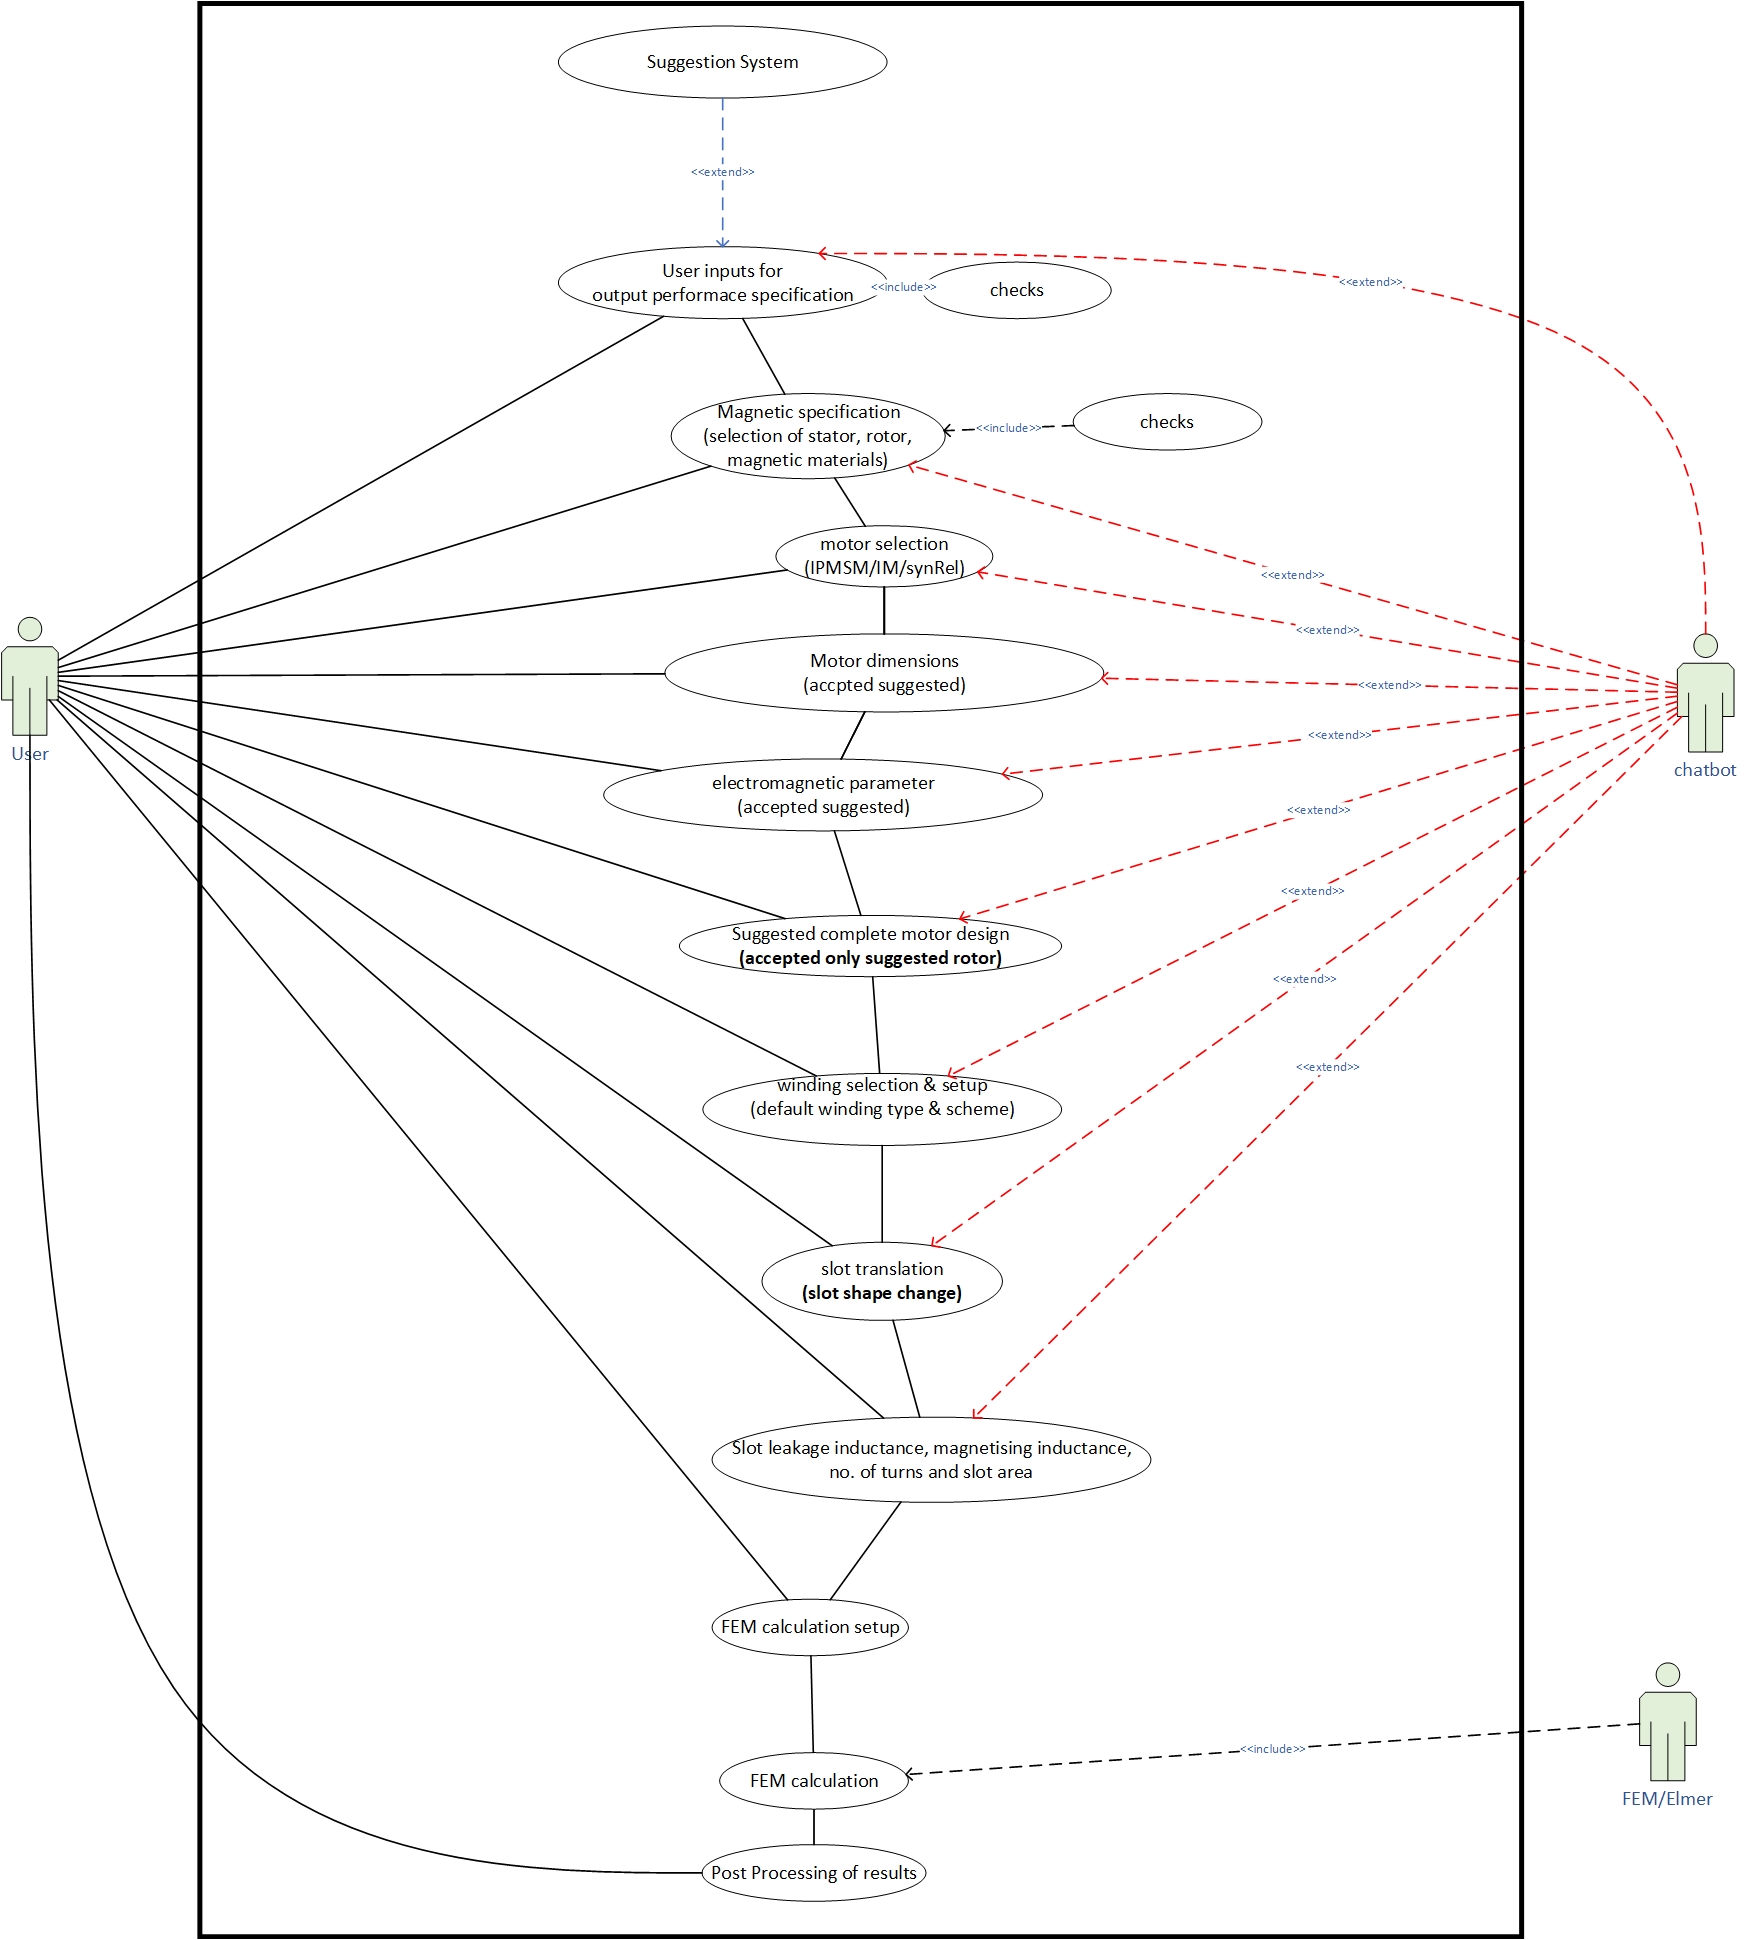 Suggestion System
<<extend>>
User inputs for
output performace specification
<<include>>
checks
<<extend>>
Magnetic specification
(selection of stator, rotor,
magnetic materials)
<<include>>
checks
motor selection
(IPMSM/IM/synRel)
<<extend>>
<<extend>>
Motor dimensions
(accpted suggested)
<<extend>>
User
chatbot
<<extend>>
electromagnetic parameter
(accepted suggested)
<<extend>>
Suggested complete motor design
(accepted only suggested rotor)
<<extend>>
<<extend>>
winding selection & setup
(default winding type & scheme)
<<extend>>
slot translation
(slot shape change)
Slot leakage inductance, magnetising inductance,
no. of turns and slot area
FEM calculation setup
<<include>>
FEM calculation
FEM/Elmer
Post Processing of results